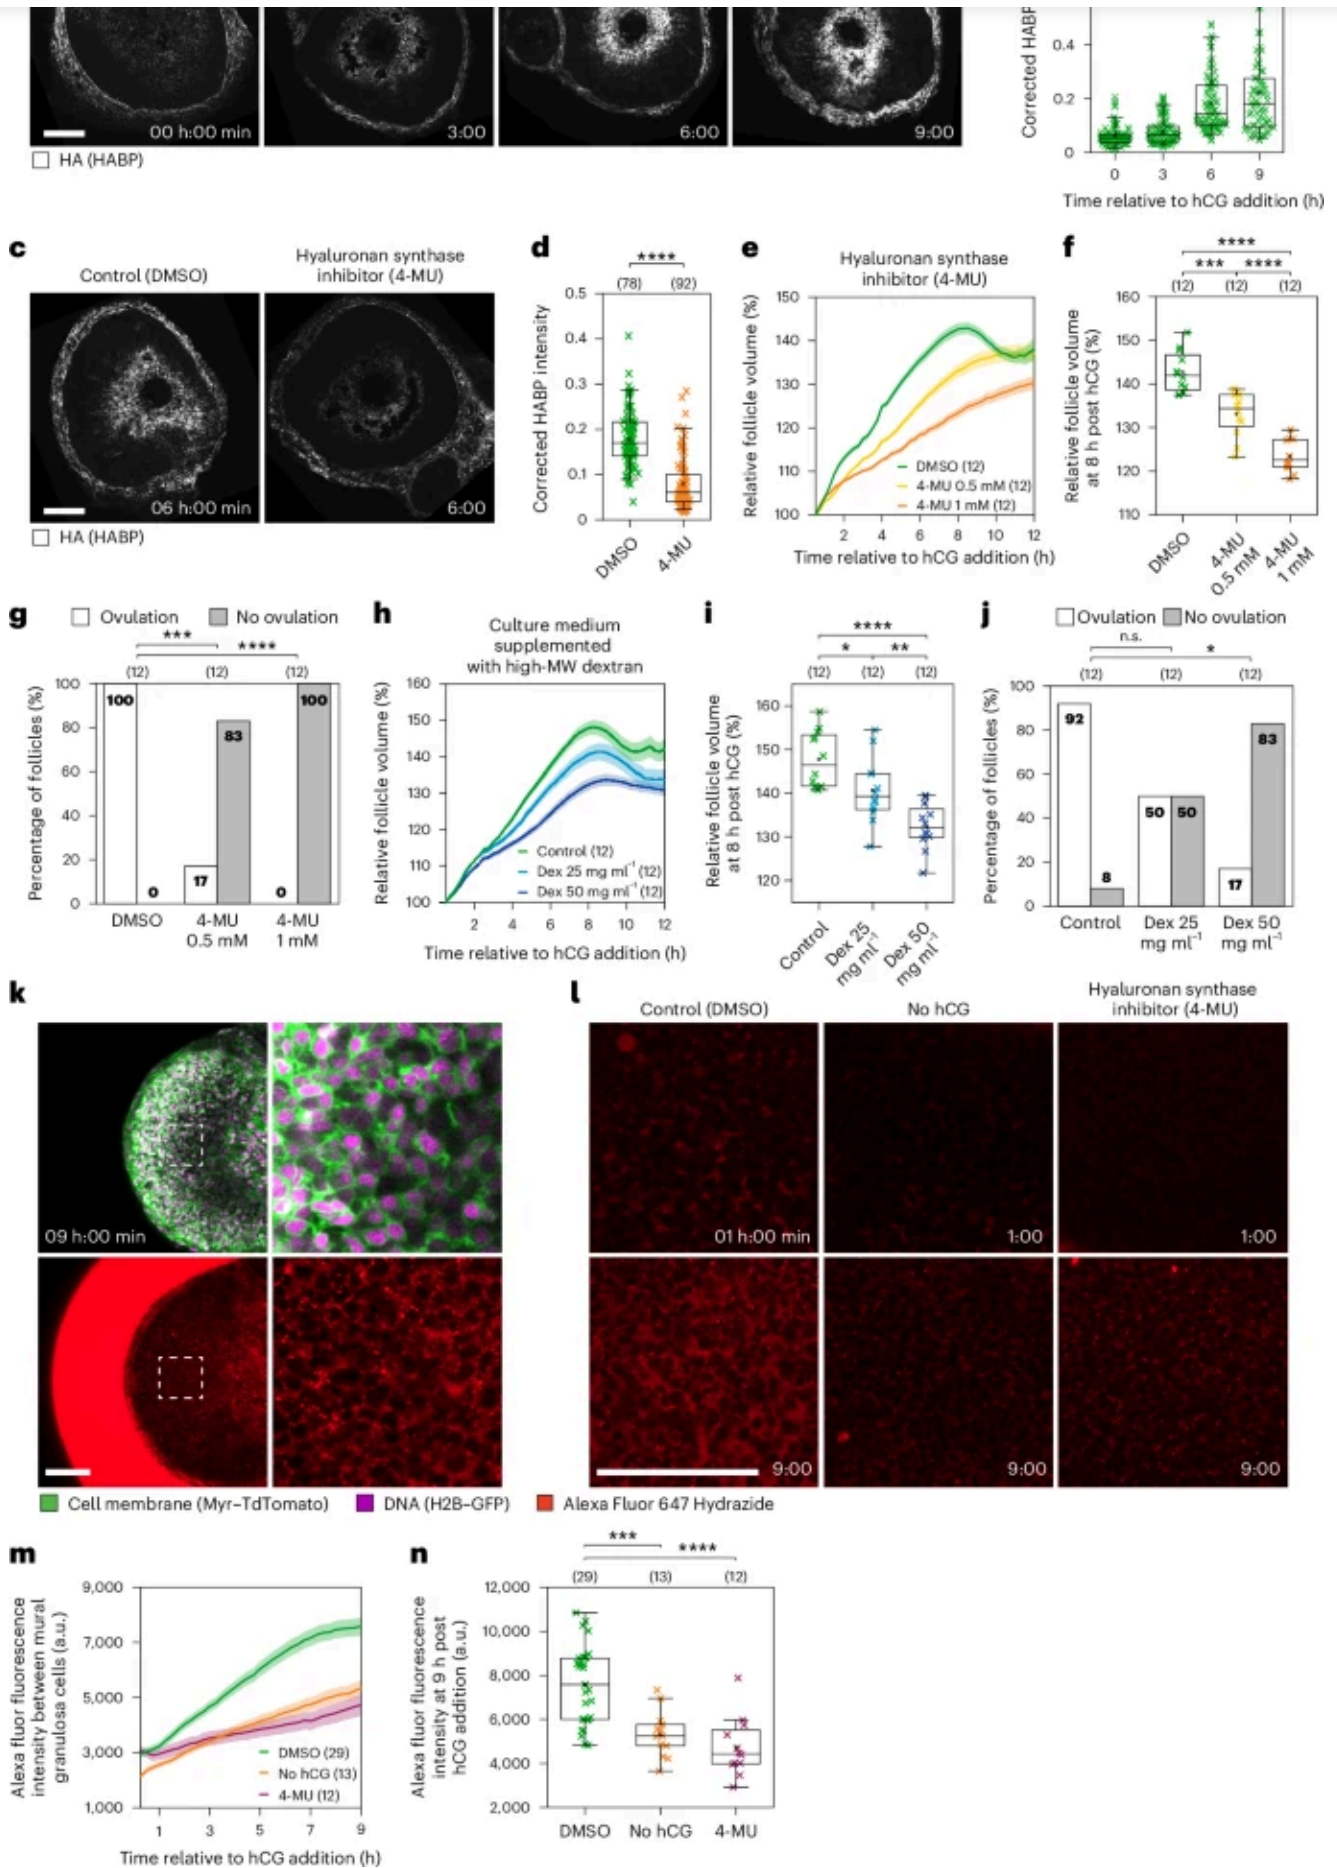 00 h:00 min
3:00
6:00
9:00
HA (HABP)
Corrected HABP
0.4
0.2
0
0 3 6 9
Time relative to hCG addition (h)
c
Control (DMSO)
Hyaluronan synthase
inhibitor (4-MU)
06 h:00 min
6:00
HA (HABP)
d
****
(78) (92)
Corrected HABP intensity
0.5
0.4
0.3
0.2
0.1
0
DMSO
4-MU
e
Hyaluronan synthase
inhibitor (4-MU)
Relative follicle volume (%)
150
140
130
120
110
100
DMSO (12)
4-MU 0.5 mM (12)
4-MU 1 mM (12)
2 4 6 8 10 12
Time relative to hCG addition (h)
f
****
*** ****
(12) (12) (12)
Relative follicle volume
at 8 h post hCG (%)
160
150
140
130
120
110
DMSO
4-MU
0.5 mM
4-MU
1 mM
g
Ovulation
No ovulation
***
****
(12) (12) (12)
Percentage of follicles (%)
100
80
60
40
20
0
100
0
17
83
0
100
DMSO
4-MU
0.5 mM
4-MU
1 mM
h
Culture medium
supplemented
with high-MW dextran
Relative follicle volume (%)
160
150
140
130
120
110
100
Control (12)
Dex 25 mg ml⁻¹ (12)
Dex 50 mg ml⁻¹ (12)
2 4 6 8 10 12
Time relative to hCG addition (h)
i
****
* **
(12) (12) (12)
Relative follicle volume
at 8 h post hCG (%)
160
150
140
130
120
Control
Dex 25
mg ml⁻¹
Dex 50
mg ml⁻¹
j
Ovulation
No ovulation
n.s.
*
(12) (12) (12)
Percentage of follicles (%)
100
80
60
40
20
0
92
8
50
50
17
83
Control
Dex 25
mg ml⁻¹
Dex 50
mg ml⁻¹
k
09 h:00 min
l
Control (DMSO)
No hCG
Hyaluronan synthase
inhibitor (4-MU)
01 h:00 min
1:00
1:00
9:00
9:00
9:00
Cell membrane (Myr–TdTomato)
DNA (H2B–GFP)
Alexa Fluor 647 Hydrazide
m
Alexa fluor fluorescence
intensity between mural
granulosa cells (a.u.)
9,000
7,000
5,000
3,000
1,000
DMSO (29)
No hCG (13)
4-MU (12)
1 3 5 7 9
Time relative to hCG addition (h)
n
***
****
(29) (13) (12)
Alexa fluor fluorescence
intensity at 9 h post
hCG addition (a.u.)
12,000
10,000
8,000
6,000
4,000
2,000
DMSO
No hCG
4-MU